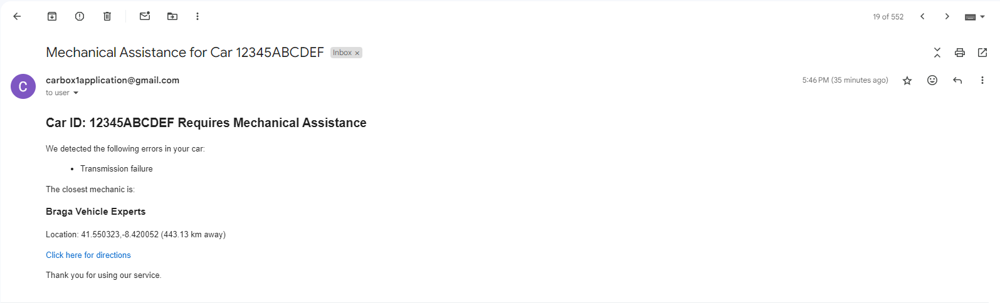 19 of 552
Mechanical Assistance for Car 12345ABCDEF Inbox ×
C
carbox1application@gmail.com
5:46 PM (35 minutes ago)
to user
Car ID: 12345ABCDEF Requires Mechanical Assistance
We detected the following errors in your car:
• Transmission failure
The closest mechanic is:
Braga Vehicle Experts
Location: 41.550323,-8.420052 (443.13 km away)
Click here for directions
Thank you for using our service.